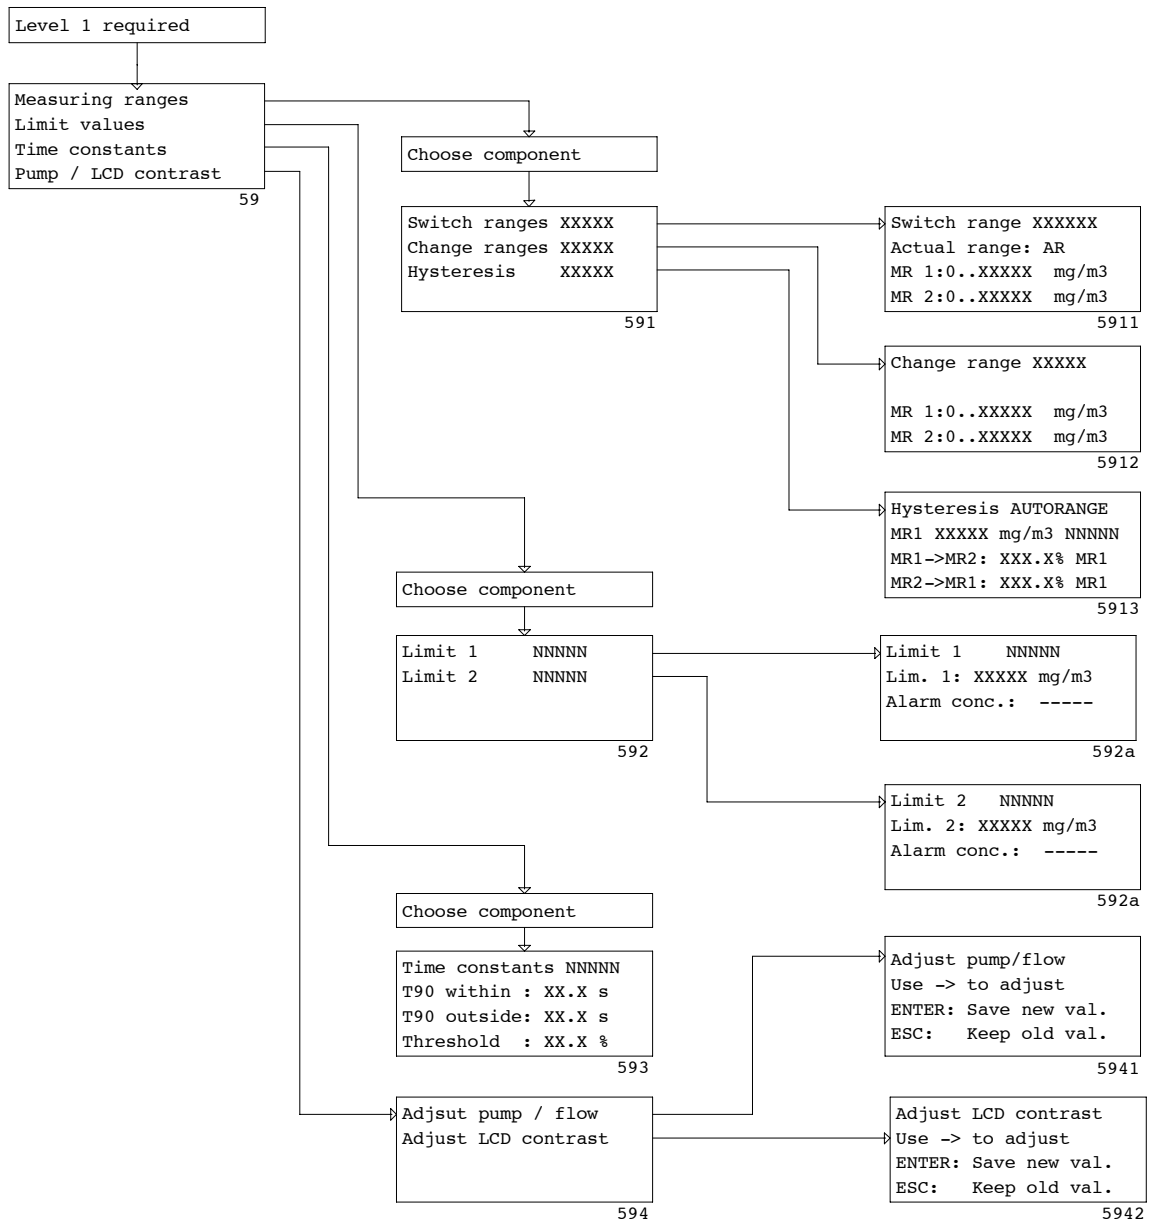 Level 1 required
Measuring ranges
Limit values
Time constants
Pump / LCD contrast
59
Choose component
Switch ranges XXXXX
Change ranges XXXXX
Hysteresis    XXXXX
591
Switch range XXXXXX
Actual range: AR
MR 1:0..XXXXX  mg/m3
MR 2:0..XXXXX  mg/m3
5911
Change range XXXXX
MR 1:0..XXXXX  mg/m3
MR 2:0..XXXXX  mg/m3
5912
Hysteresis AUTORANGE
MR1 XXXXX mg/m3 NNNNN
MR1->MR2: XXX.X% MR1
MR2->MR1: XXX.X% MR1
5913
Choose component
Limit 1     NNNNN
Limit 2     NNNNN
592
Limit 1    NNNNN
Lim. 1: XXXXX mg/m3
Alarm conc.:  -----
592a
Limit 2   NNNNN
Lim. 2: XXXXX mg/m3
Alarm conc.:  -----
592a
Choose component
Time constants NNNNN
T90 within : XX.X s
T90 outside: XX.X s
Threshold  : XX.X %
593
Adjsut pump / flow
Adjust LCD contrast
594
Adjust pump/flow
Use -> to adjust
ENTER: Save new val.
ESC:   Keep old val.
5941
Adjust LCD contrast
Use -> to adjust
ENTER: Save new val.
ESC:   Keep old val.
5942